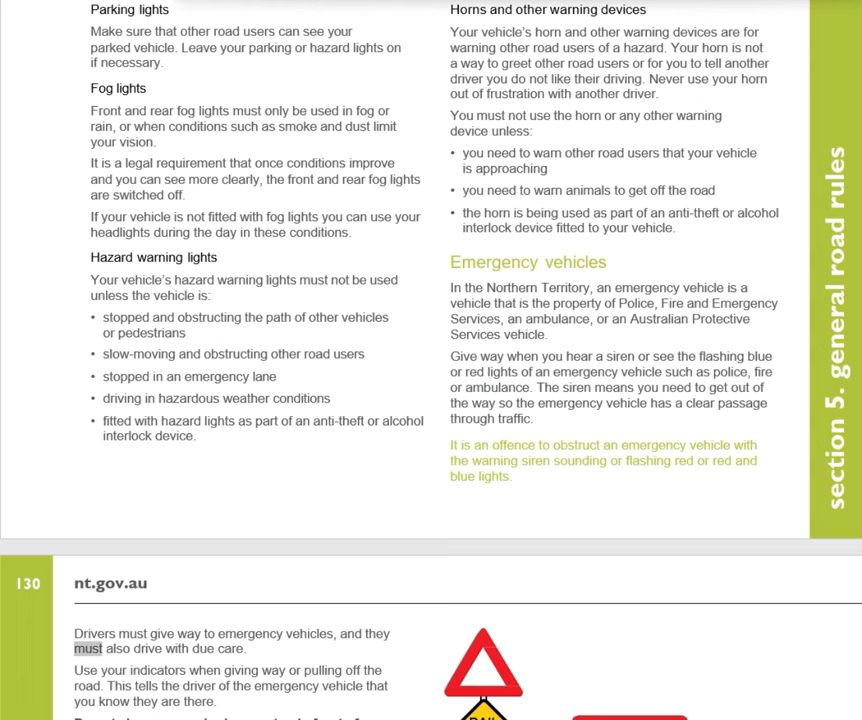 Parking lights
Make sure that other road users can see your
parked vehicle. Leave your parking or hazard lights on
if necessary.
Fog lights
Front and rear fog lights must only be used in fog or
rain, or when conditions such as smoke and dust limit
your vision.
It is a legal requirement that once conditions improve
and you can see more clearly, the front and rear fog lights
are switched off.
If your vehicle is not fitted with fog lights you can use your
headlights during the day in these conditions.
Hazard warning lights
Your vehicle's hazard warning lights must not be used
unless the vehicle is:
• stopped and obstructing the path of other vehicles
or pedestrians
• slow-moving and obstructing other road users
• stopped in an emergency lane
• driving in hazardous weather conditions
• fitted with hazard lights as part of an anti-theft or alcohol
interlock device.
Horns and other warning devices
Your vehicle's horn and other warning devices are for
warning other road users of a hazard. Your horn is not
a way to greet other road users or for you to tell another
driver you do not like their driving. Never use your horn
out of frustration with another driver.
You must not use the horn or any other warning
device unless:
• you need to warn other road users that your vehicle
is approaching
• you need to warn animals to get off the road
• the horn is being used as part of an anti-theft or alcohol
interlock device fitted to your vehicle.
Emergency vehicles
In the Northern Territory, an emergency vehicle is a
vehicle that is the property of Police, Fire and Emergency
Services, an ambulance, or an Australian Protective
Services vehicle.
Give way when you hear a siren or see the flashing blue
or red lights of an emergency vehicle such as police, fire
or ambulance. The siren means you need to get out of
the way so the emergency vehicle has a clear passage
through traffic.
It is an offence to obstruct an emergency vehicle with
the warning siren sounding or flashing red or red and
blue lights.
section 5. general road rules
130
nt.gov.au
Drivers must give way to emergency vehicles, and they
must also drive with due care.
Use your indicators when giving way or pulling off the
road. This tells the driver of the emergency vehicle that
you know they are there.